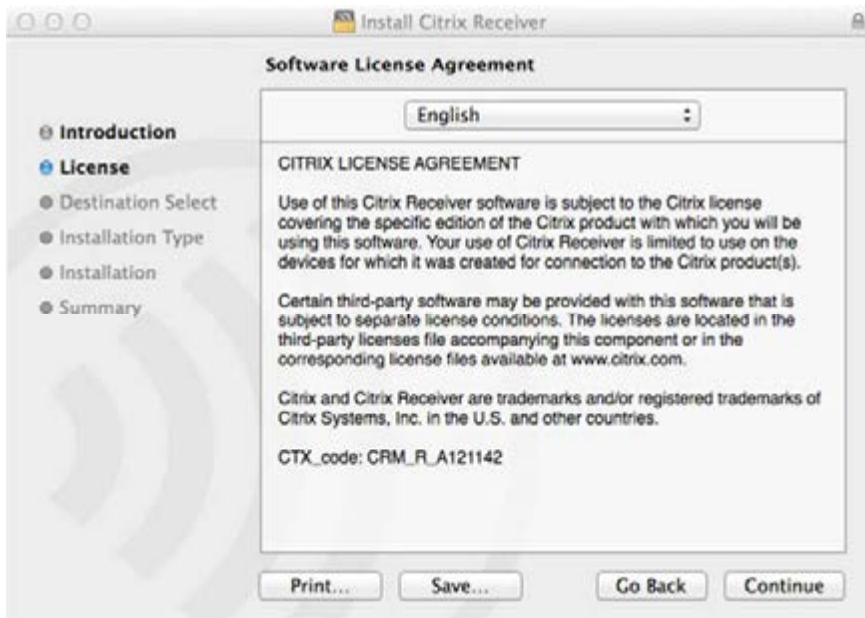 Install Citrix Receiver
Software License Agreement
Introduction
License
Destination Select
Installation Type
Installation
Summary
English
CITRIX LICENSE AGREEMENT
Use of this Citrix Receiver software is subject to the Citrix license
covering the specific edition of the Citrix product with which you will be
using this software. Your use of Citrix Receiver is limited to use on the
devices for which it was created for connection to the Citrix product(s).
Certain third-party software may be provided with this software that is
subject to separate license conditions. The licenses are located in the
third-party licenses file accompanying this component or in the
corresponding license files available at www.citrix.com.
Citrix and Citrix Receiver are trademarks and/or registered trademarks of
Citrix Systems, Inc. in the U.S. and other countries.
CTX_code: CRM_R_A121142
Print...
Save...
Go Back
Continue